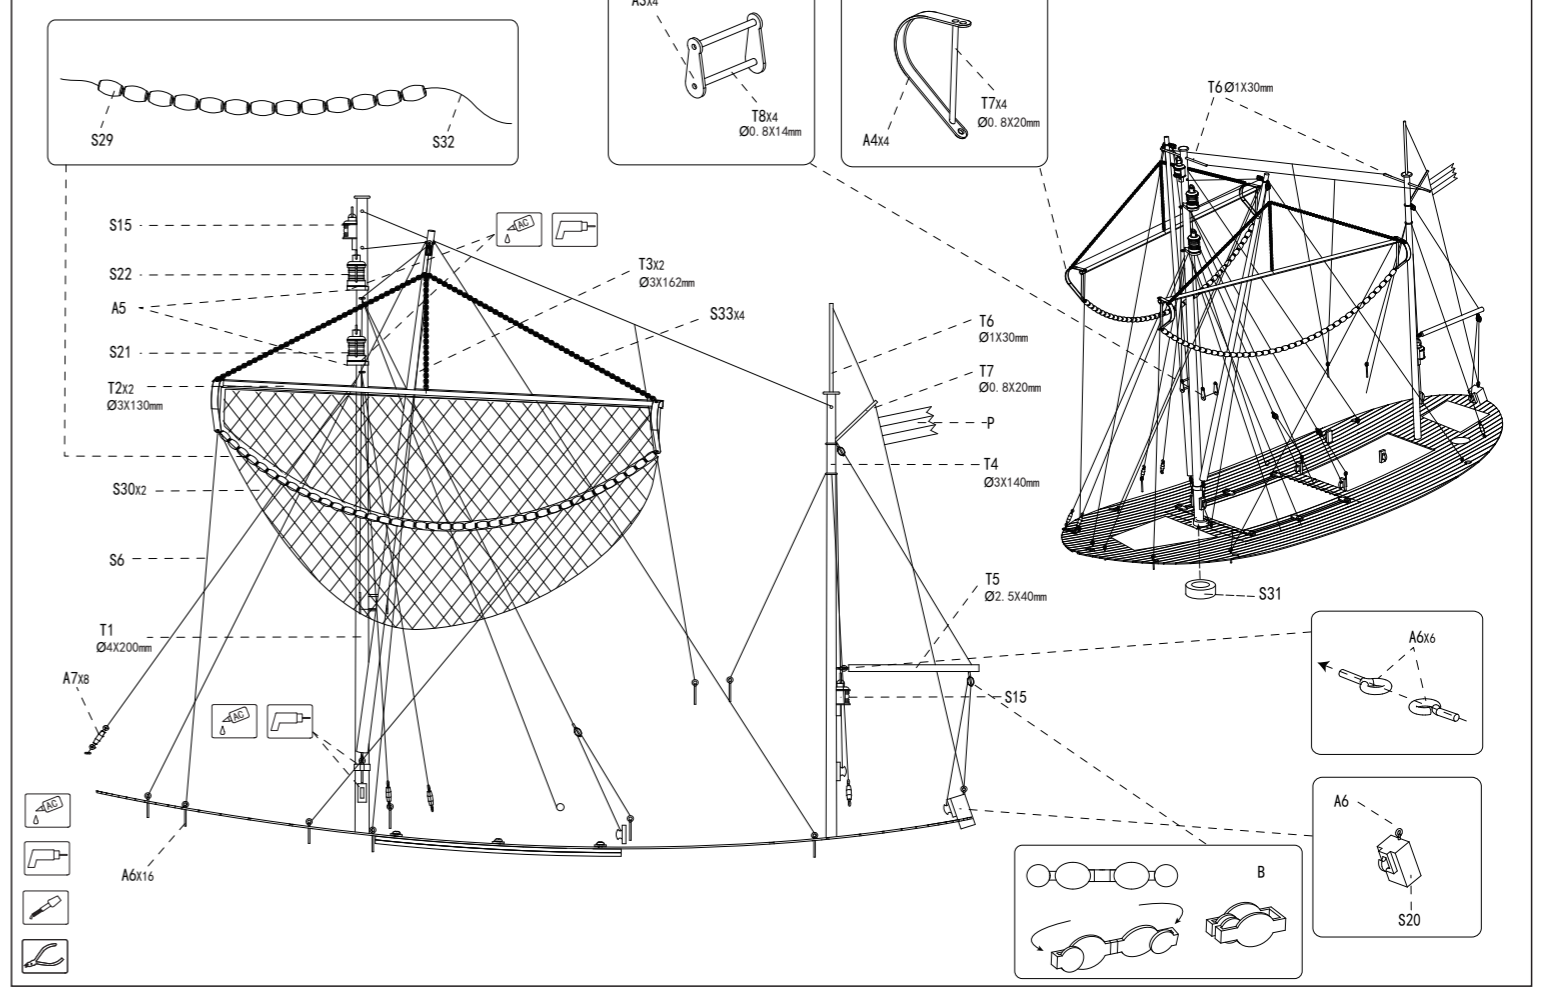 A3X4
T8X4
Ø0.8X14mm
T7X4
Ø0.8X20mm
A4X4
S29
S32
T6 Ø1X30mm
S15
S22
A5
S21
T2X2
Ø3X130mm
AC
T3X2
Ø3X162mm
S33X4
T6
Ø1X30mm
T7
Ø0.8X20mm
P
T4
Ø3X140mm
S30X2
S6
T1
Ø4X200mm
A7X8
AC
T5
Ø2.5X40mm
S15
S31
A6X6
A6
S20
B
AC
A6X16